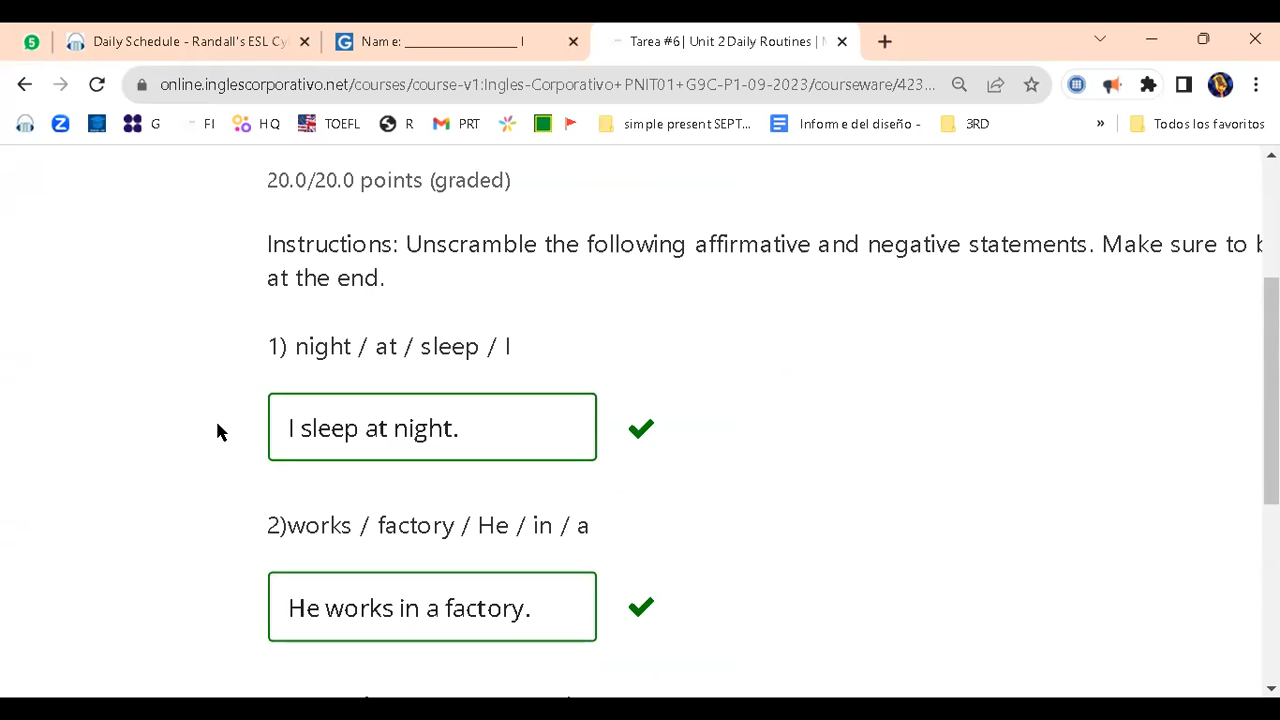 Daily Schedule - Randall's ESL Cy
Name: __________________ I
Tarea #6 | Unit 2 Daily Routines |
online.inglescorporativo.net/courses/course-v1:Ingles-Corporativo+PNIT01+G9C-P1-09-2023/courseware/423...
G
FI
HQ
TOEFL
R
PRT
simple present SEPT...
Informe del diseño -
3RD
»
Todos los favoritos
20.0/20.0 points (graded)
Instructions: Unscramble the following affirmative and negative statements. Make sure to
at the end.
1) night / at / sleep / I
I sleep at night.
2)works / factory / He / in / a
He works in a factory.